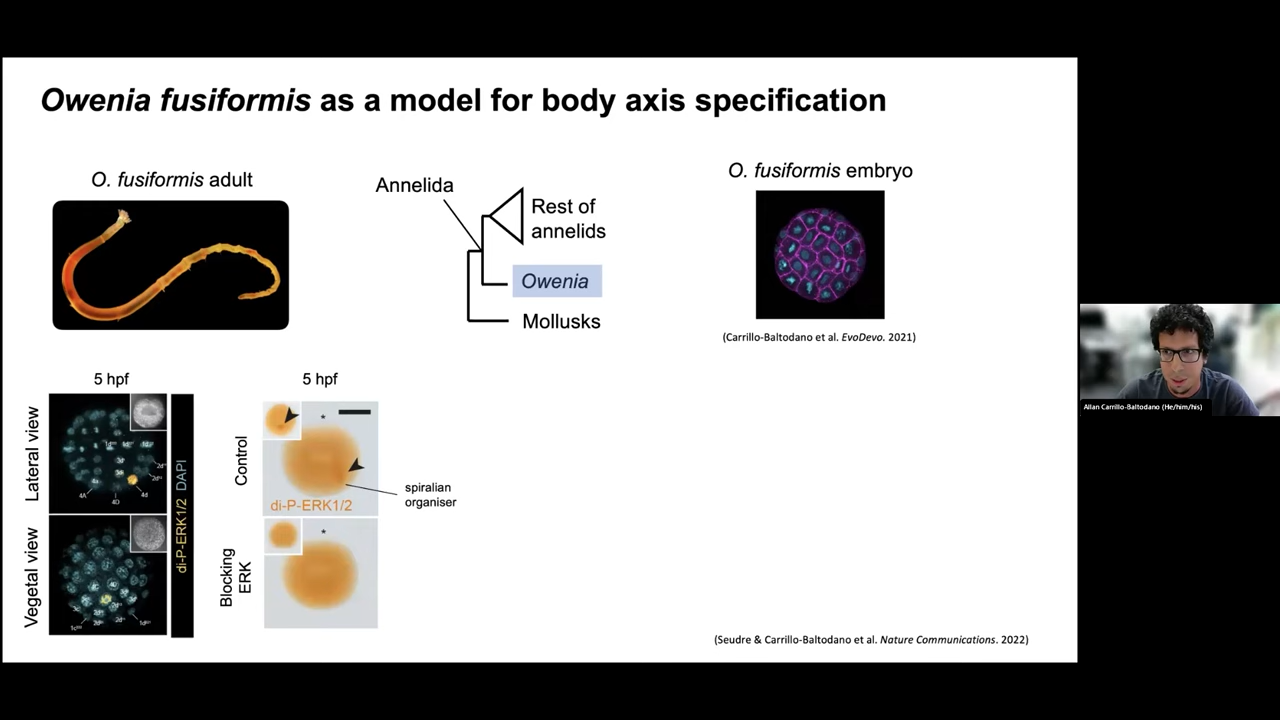 Owenia fusiformis as a model for body axis specification
O. fusiformis adult
Annelida
Rest of
annelids
Owenia
Mollusks
O. fusiformis embryo
(Carrillo-Baltodano et al. EvoDevo. 2021)
Allan Carrillo-Baltodano (He/him/his)
5 hpf
5 hpf
Lateral view
Vegetal view
4A
4D
4d
di-P-ERK1/2 DAPI
Control
*
di-P-ERK1/2
spiralian
organiser
Blocking
ERK
*
(Seudre & Carrillo-Baltodano et al. Nature Communications. 2022)